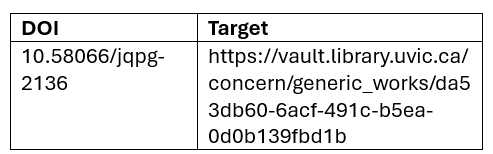 DOI Target
10.58066/jqpg-
2136
https://vault.library.uvic.ca/
concern/generic_works/da5
3db60-6acf-491c-b5ea-
0d0b139fbd1b